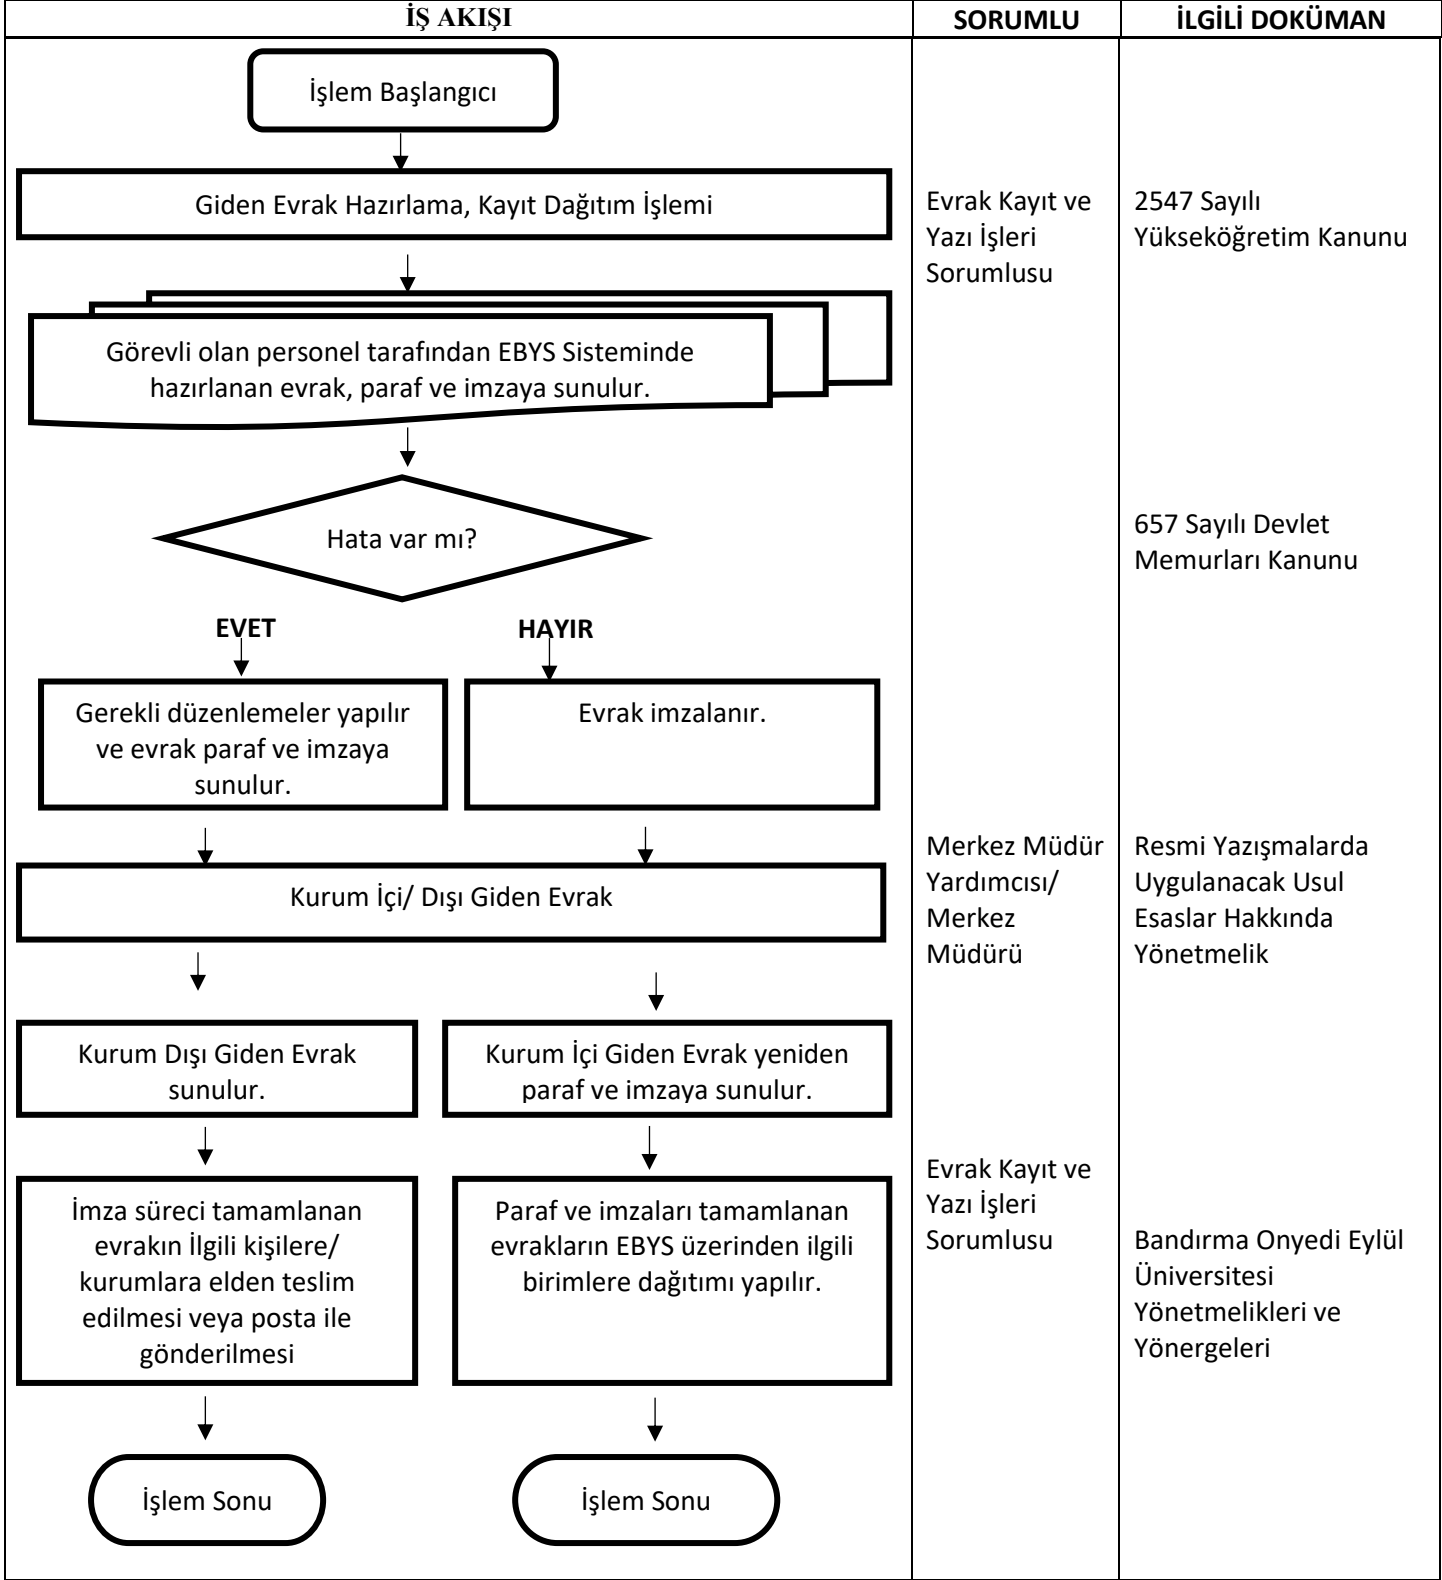 İŞ AKIŞI
SORUMLU
İLGİLİ DOKÜMAN
İşlem Başlangıcı
Giden Evrak Hazırlama, Kayıt Dağıtım İşlemi
Evrak Kayıt ve
Yazı İşleri
Sorumlusu
2547 Sayılı
Yükseköğretim Kanunu
Görevli olan personel tarafından EBYS Sisteminde
hazırlanan evrak, paraf ve imzaya sunulur.
Hata var mı?
657 Sayılı Devlet
Memurları Kanunu
EVET
HAYIR
Gerekli düzenlemeler yapılır
ve evrak paraf ve imzaya
sunulur.
Evrak imzalanır.
Kurum İçi/ Dışı Giden Evrak
Merkez Müdür
Yardımcısı/
Merkez
Müdürü
Resmi Yazışmalarda
Uygulanacak Usul
Esaslar Hakkında
Yönetmelik
Kurum Dışı Giden Evrak
sunulur.
Kurum İçi Giden Evrak yeniden
paraf ve imzaya sunulur.
İmza süreci tamamlanan
evrakın İlgili kişilere/
kurumlara elden teslim
edilmesi veya posta ile
gönderilmesi
Paraf ve imzaları tamamlanan
evrakların EBYS üzerinden ilgili
birimlere dağıtımı yapılır.
Evrak Kayıt ve
Yazı İşleri
Sorumlusu
Bandırma Onyedi Eylül
Üniversitesi
Yönetmelikleri ve
Yönergeleri
İşlem Sonu
İşlem Sonu